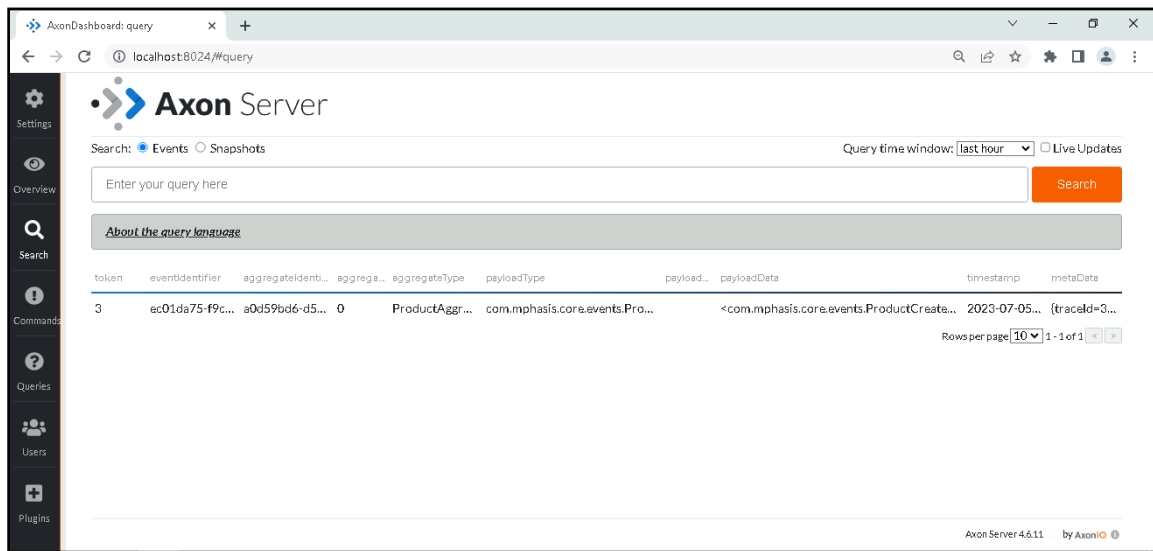 AxonDashboard: query
localhost:8024/#query
Settings
Overview
Search
Commands
Queries
Users
Plugins
Axon Server
Search: Events Snapshots
Query time window: last hour Live Updates
Enter your query here
Search
About the query language
token eventIdentifier aggregateIdenti... aggrega... aggregateType payloadType payload... payloadData timestamp metaData
3 ec01da75-f9c... a0d59bd6-d5... 0 ProductAggr... com.mphasis.core.events.Pro... <com.mphasis.core.events.ProductCreate... 2023-07-05... {traceId=3...
Rows per page 10 1 - 1 of 1 < >
Axon Server 4.6.11 by AxonIQ